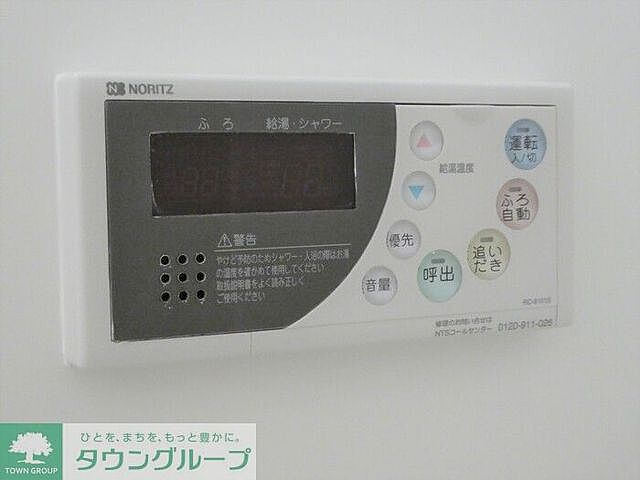 NORITZ
ふろ 給湯・シャワー
運転
入/切
給湯温度
ふろ
自動
優先
追い
だき
呼出
音量
⚠警告
やけど予防のためシャワー・入浴の際はお湯
の温度を確かめて使用してください
取扱説明書をよく読み正しく
ご使用ください
修理のお問い合せは
NTSコールセンター 0120-911-026
ひとを、まちを、もっと豊かに。
タウングループ
TOWN GROUP